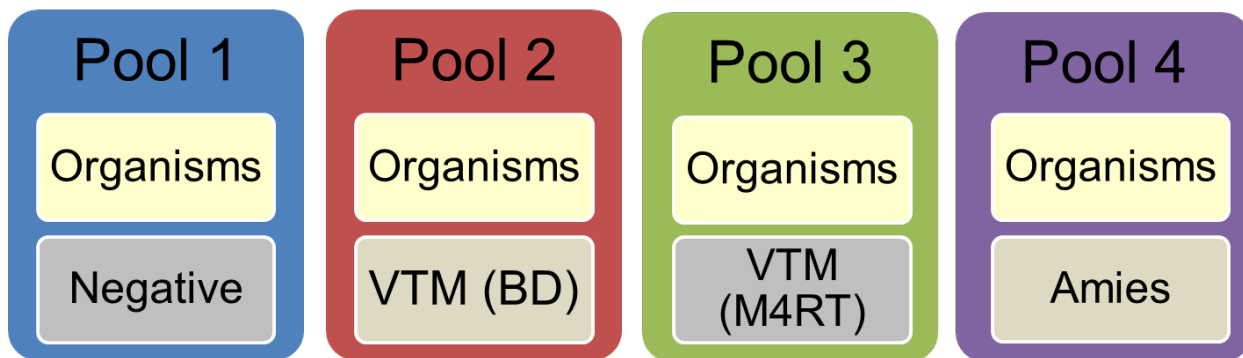 Pool 1
Organisms
Negative
Pool 2
Organisms
VTM (BD)
Pool 3
Organisms
VTM
(M4RT)
Pool 4
Organisms
Amies